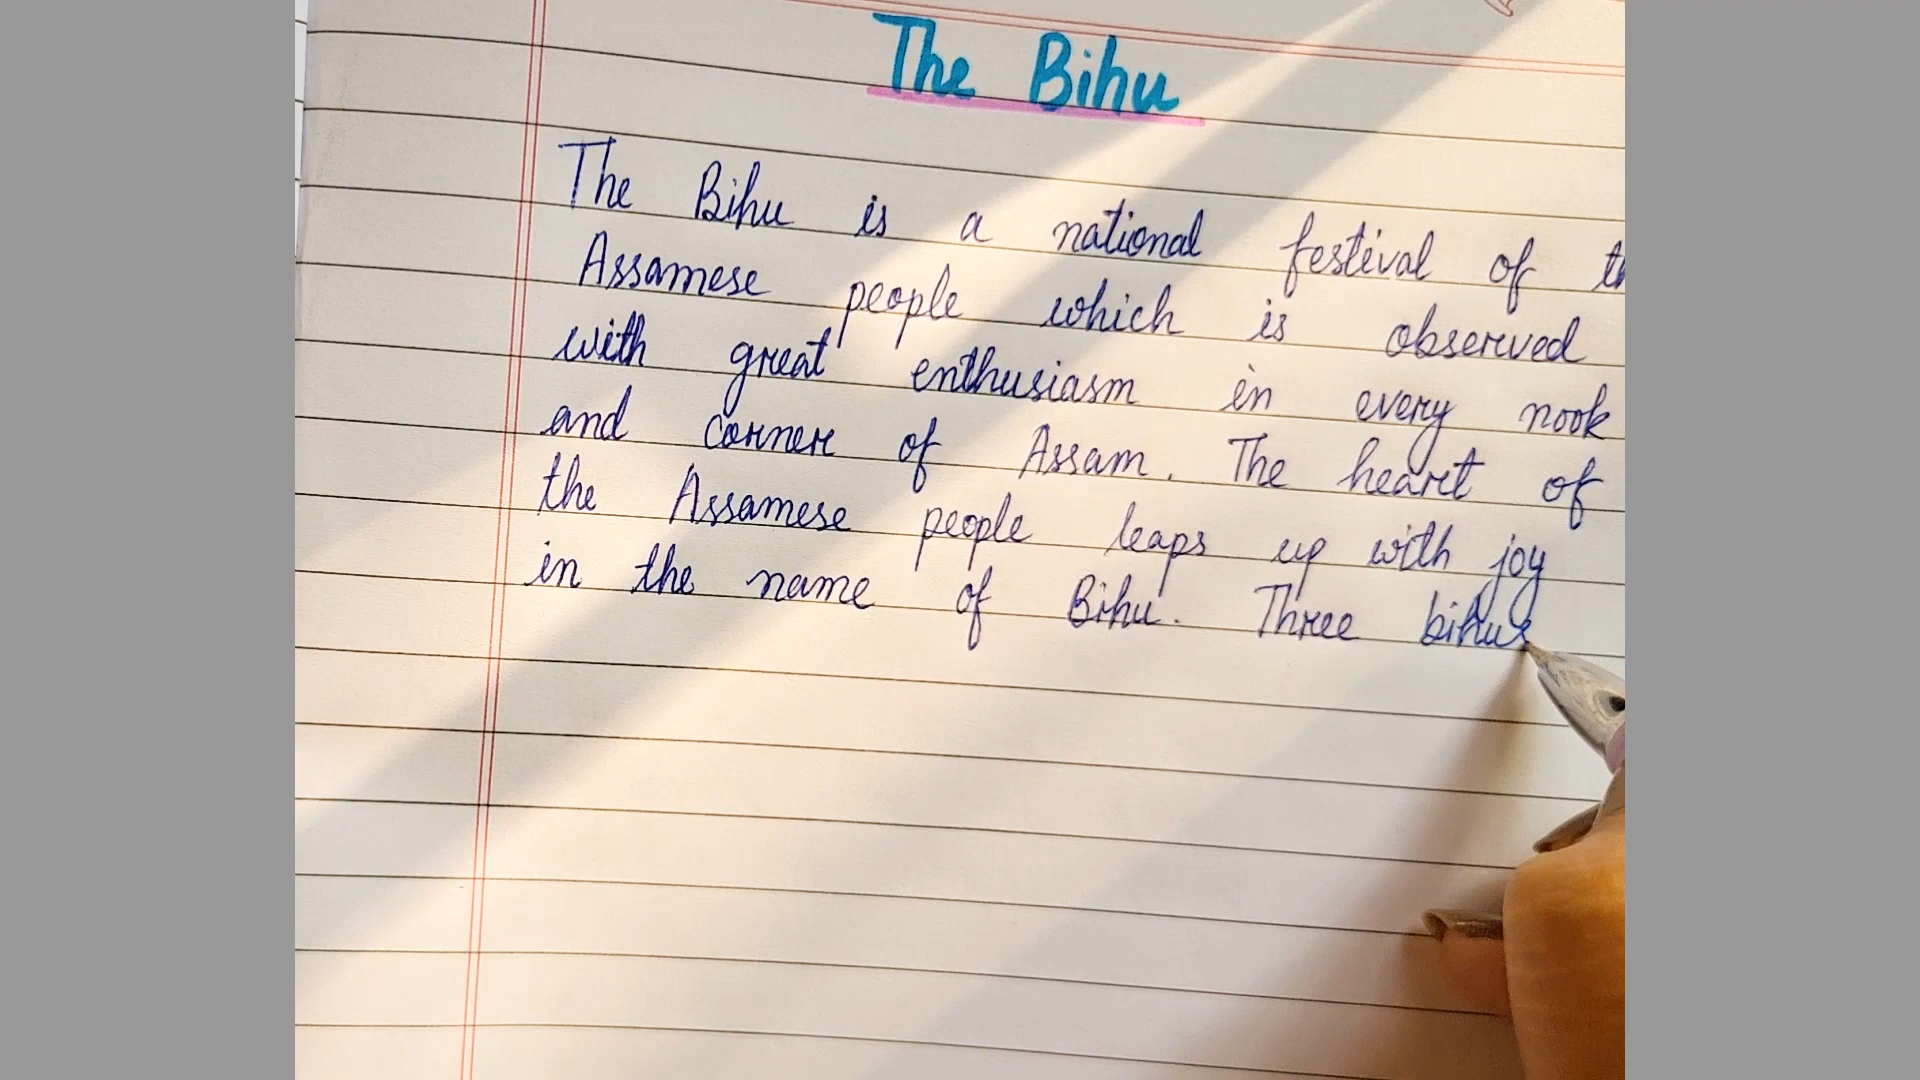 The Bihu
The Bihu is a national festival of th
Assamese people which is observed
with great enthusiasm in every nook
and corner of Assam. The heart of
the Assamese people leaps up with joy
in the name of Bihu. Three bihus